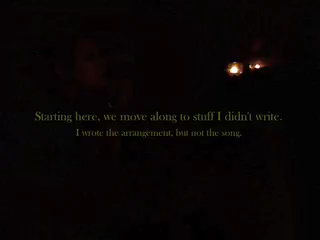 Starting here, we move along to stuff I didn't write.
I wrote the arrangement, but not the song.